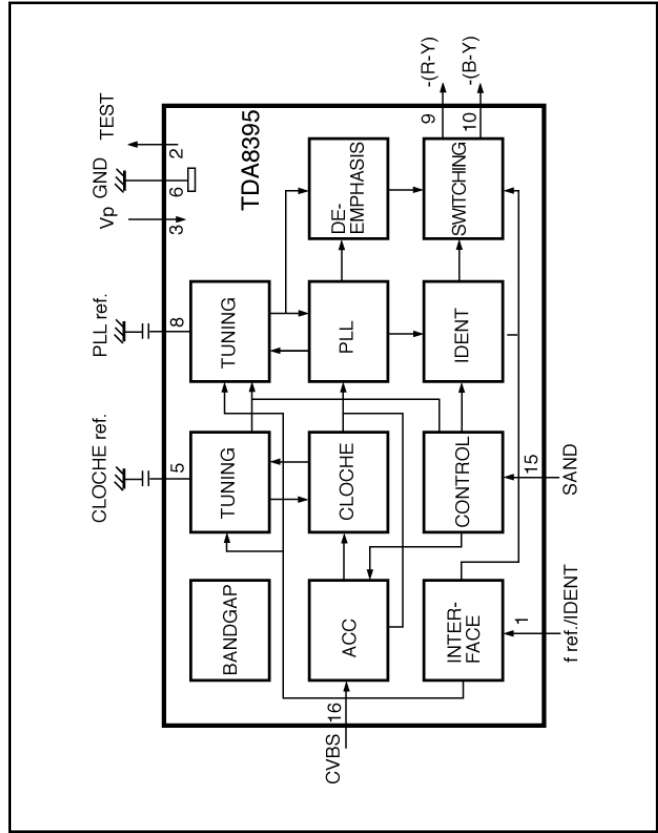 CLOCHE ref.
PLL ref.
Vp
GND
TEST
5
8
3
6
2
TDA8395
BANDGAP
TUNING
TUNING
DE-
EMPHASIS
CVBS
16
ACC
CLOCHE
PLL
9
-(R-Y)
10
-(B-Y)
INTER-
FACE
CONTROL
IDENT
SWITCHING
1
15
f ref./IDENT
SAND